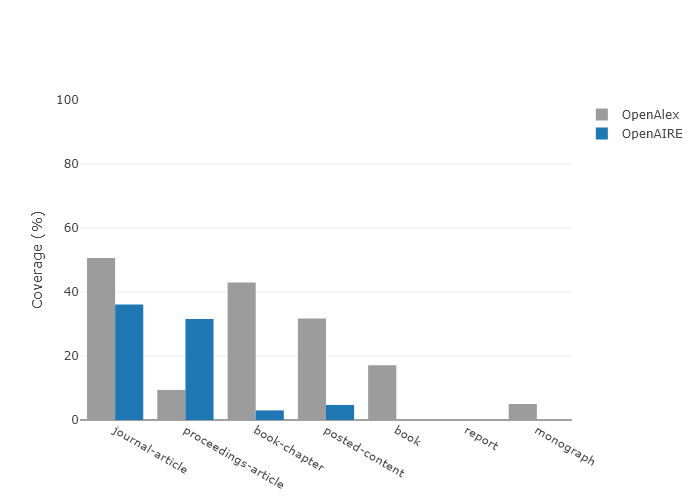 100
80
60
40
20
0
Coverage (%)
OpenAlex
OpenAIRE
journal-article
proceedings-article
book-chapter
posted-content
book
report
monograph